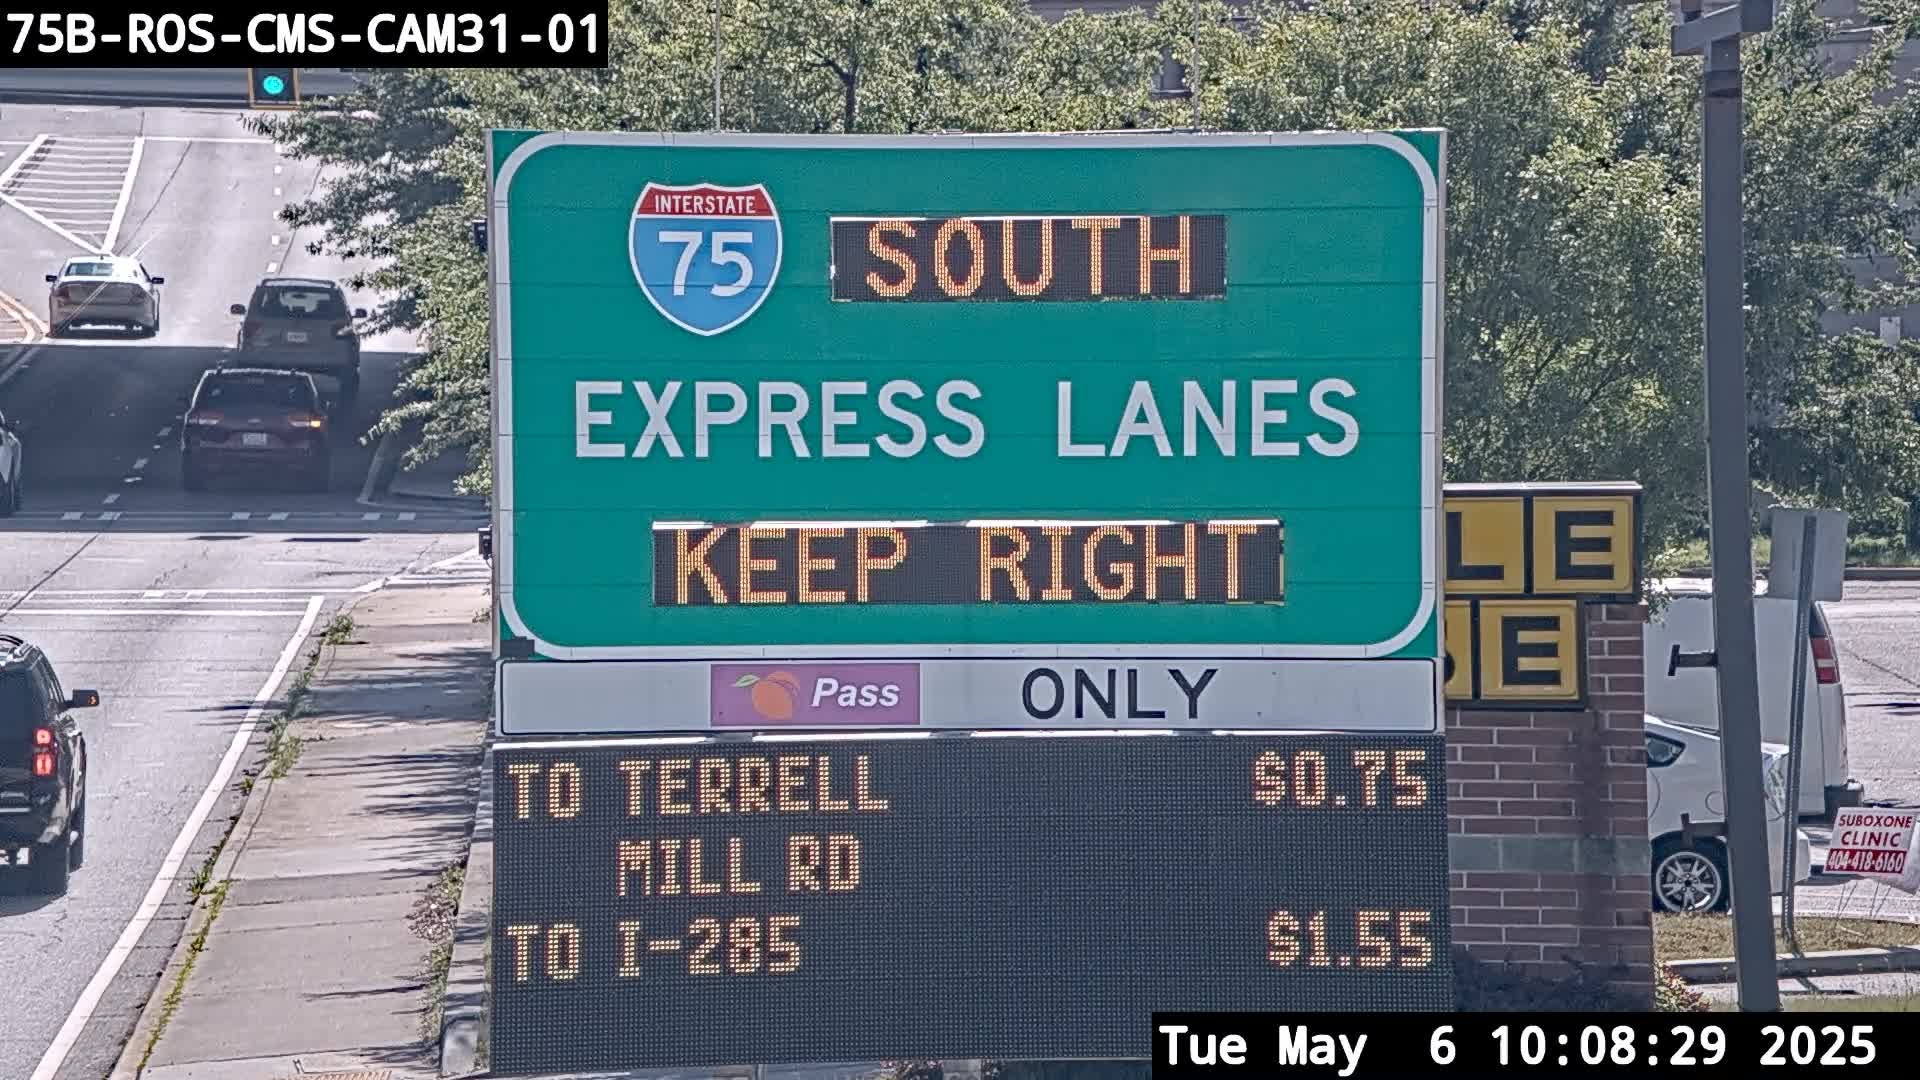 75B-ROS-CMS-CAM31-01
INTERSTATE
75
SOUTH
EXPRESS LANES
KEEP RIGHT
Pass ONLY
TO TERRELL $0.75
MILL RD
TO I-285 $1.55
LE
E
SUBOXONE
CLINIC
404-418-6160
Tue May 6 10:08:29 2025